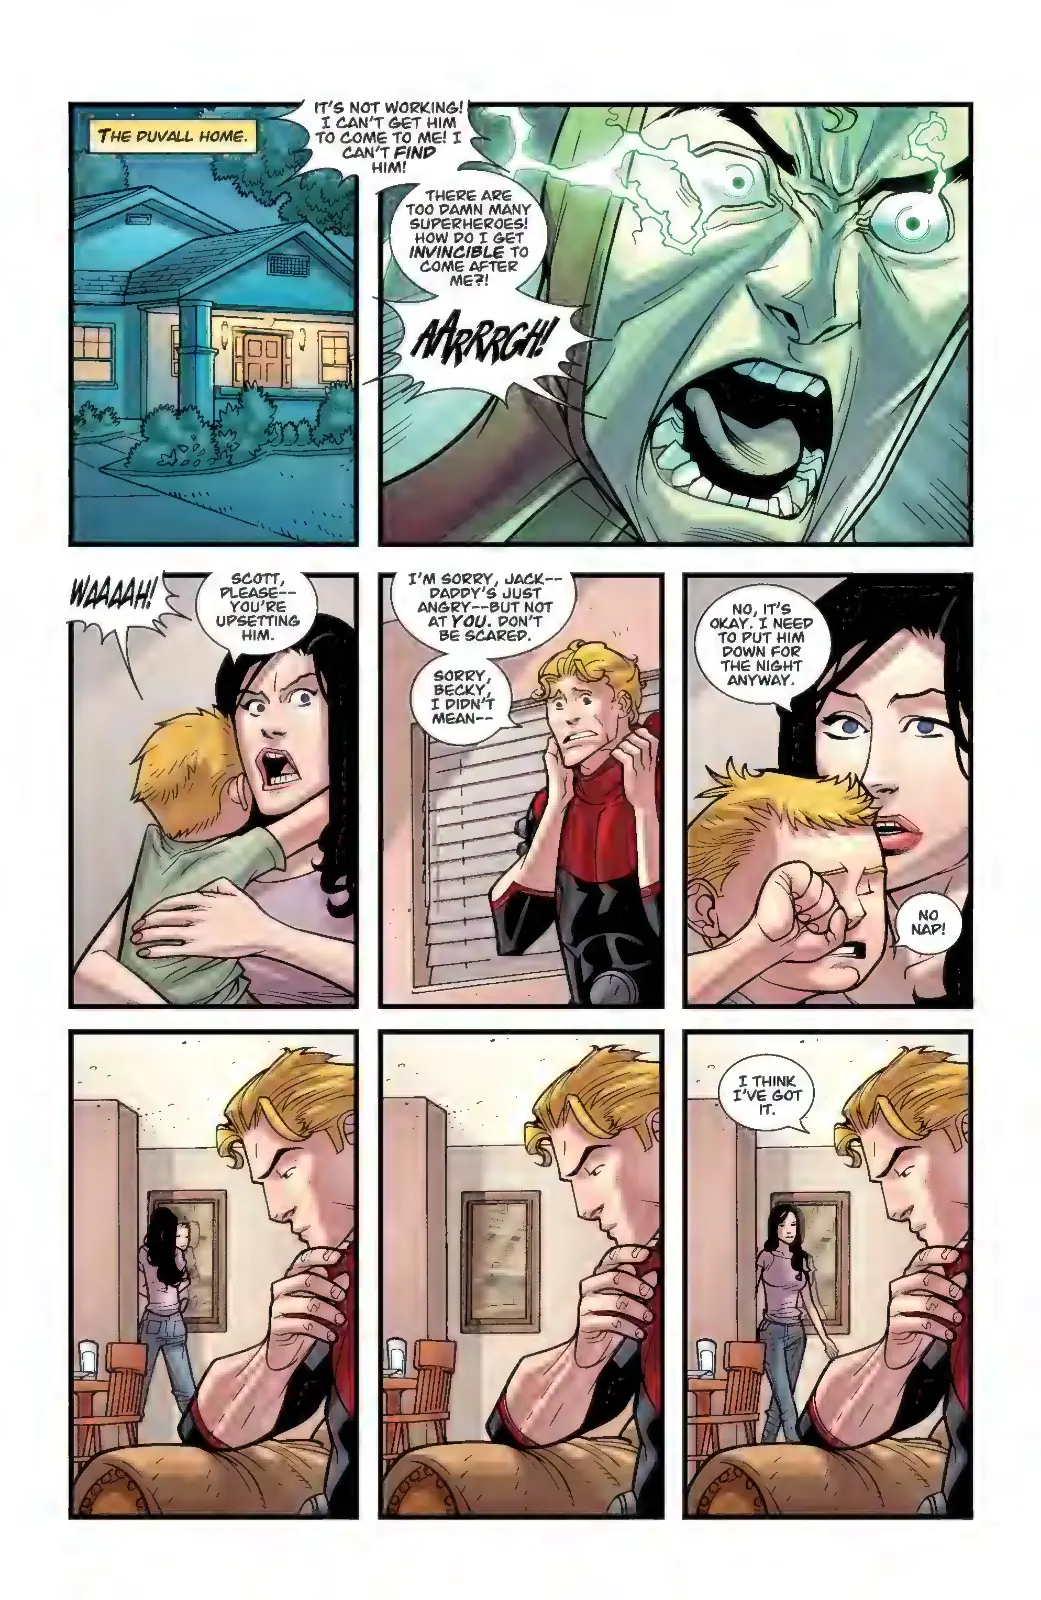 THE DUVALL HOME.
IT'S NOT WORKING!
I CAN'T GET HIM
TO COME TO ME! I
CAN'T FIND
HIM!
THERE ARE
TOO DAMN MANY
SUPERHEROES!
HOW DO I GET
INVINCIBLE TO
COME AFTER
ME?!
AARRRGH!
WAAAAH!
SCOTT,
PLEASE--
YOU'RE
UPSETTING
HIM.
I'M SORRY, JACK--
DADDY'S JUST
ANGRY--BUT NOT
AT YOU. DON'T
BE SCARED.
SORRY,
BECKY,
I DIDN'T
MEAN--
NO, IT'S
OKAY. I NEED
TO PUT HIM
DOWN FOR
THE NIGHT
ANYWAY.
NO
NAP!
I THINK
I'VE GOT
IT.